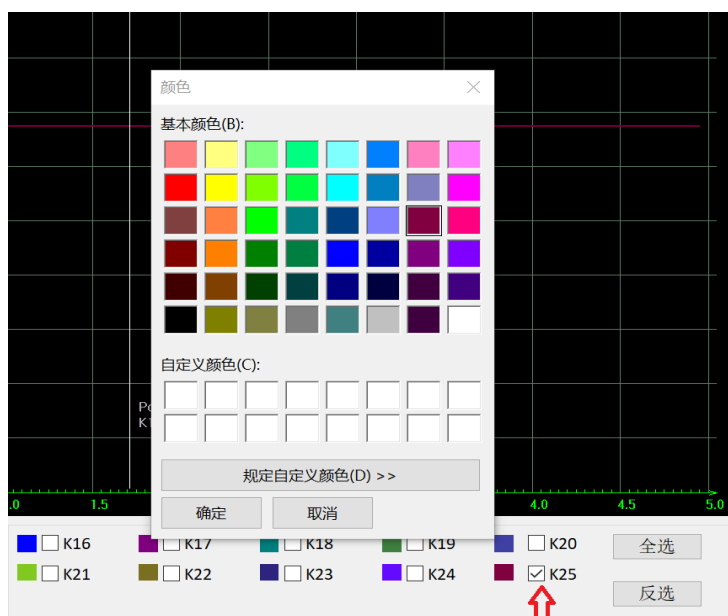 颜色
基本颜色(B):
自定义颜色(C):
规定自定义颜色(D) >>
确定 取消
.0 1.5 4.0 4.5 5.0
K16 K17 K18 K19 K20 全选
K21 K22 K23 K24 K25 反选